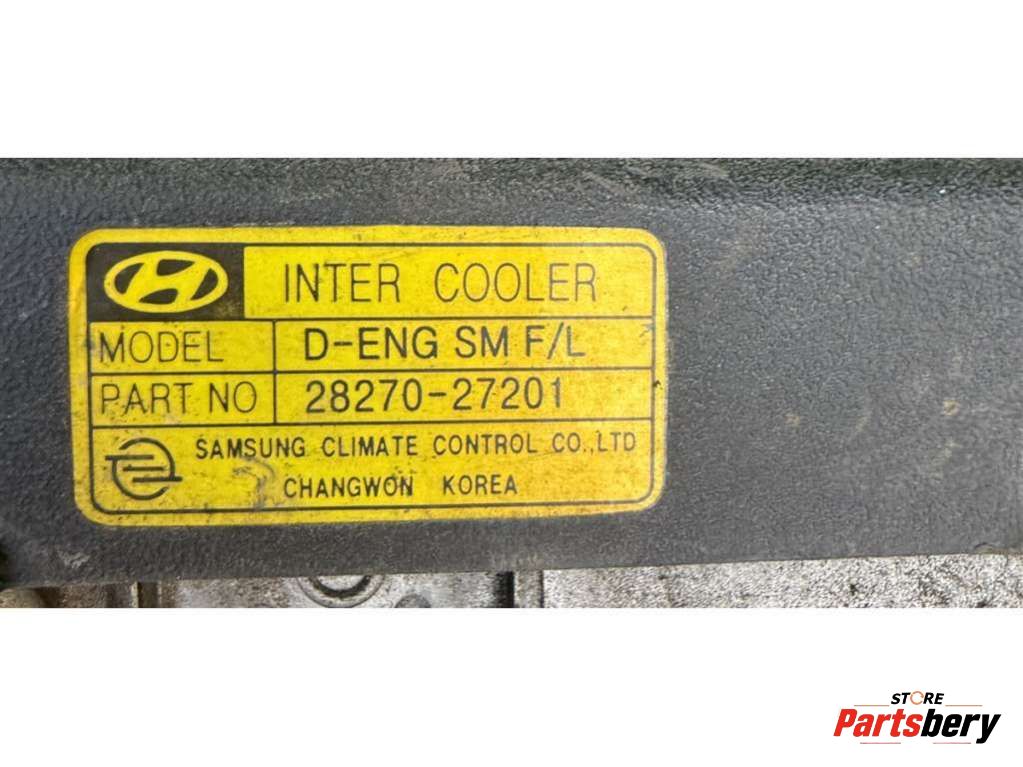 INTER COOLER
MODEL D-ENG SM F/L
PART NO 28270-27201
SAMSUNG CLIMATE CONTROL CO.,LTD
CHANGWON KOREA
STORE
Partsbery